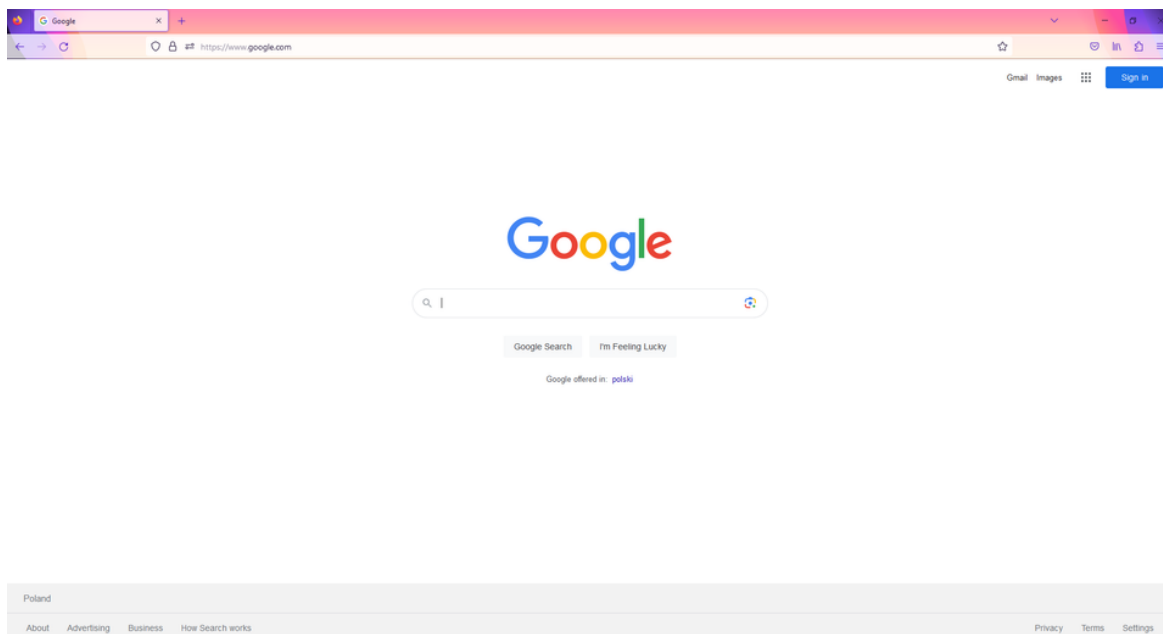 Google
https://www.google.com
Gmail Images Sign in
Google
Google Search I'm Feeling Lucky
Google offered in: polski
Poland
About Advertising Business How Search works Privacy Terms Settings